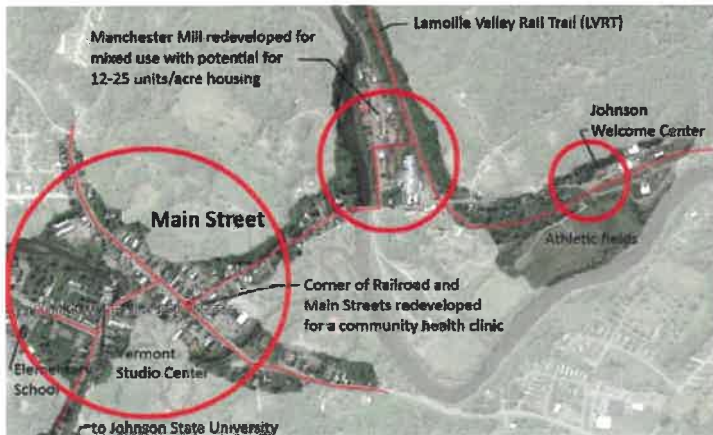 Lamoille Valley Rail Trail (LVRT)
Manchester Mill redeveloped for
mixed use with potential for
12-25 units/acre housing
Johnson
Welcome Center
Main Street
Athletic fields
Corner of Railroad and
Main Streets redeveloped
for a community health clinic
Elementary
School
Vermont
Studio Center
to Johnson State University